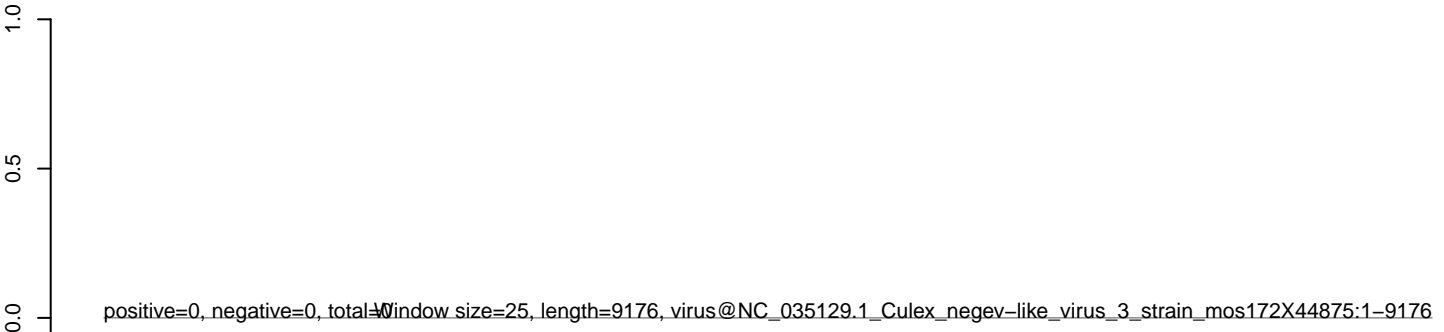 1.0
0.5
0.0
positive=0, negative=0, total=0
Window size=25, length=9176, virus@NC_035129.1_Culex_negev−like_virus_3_strain_mos172X44875:1−9176